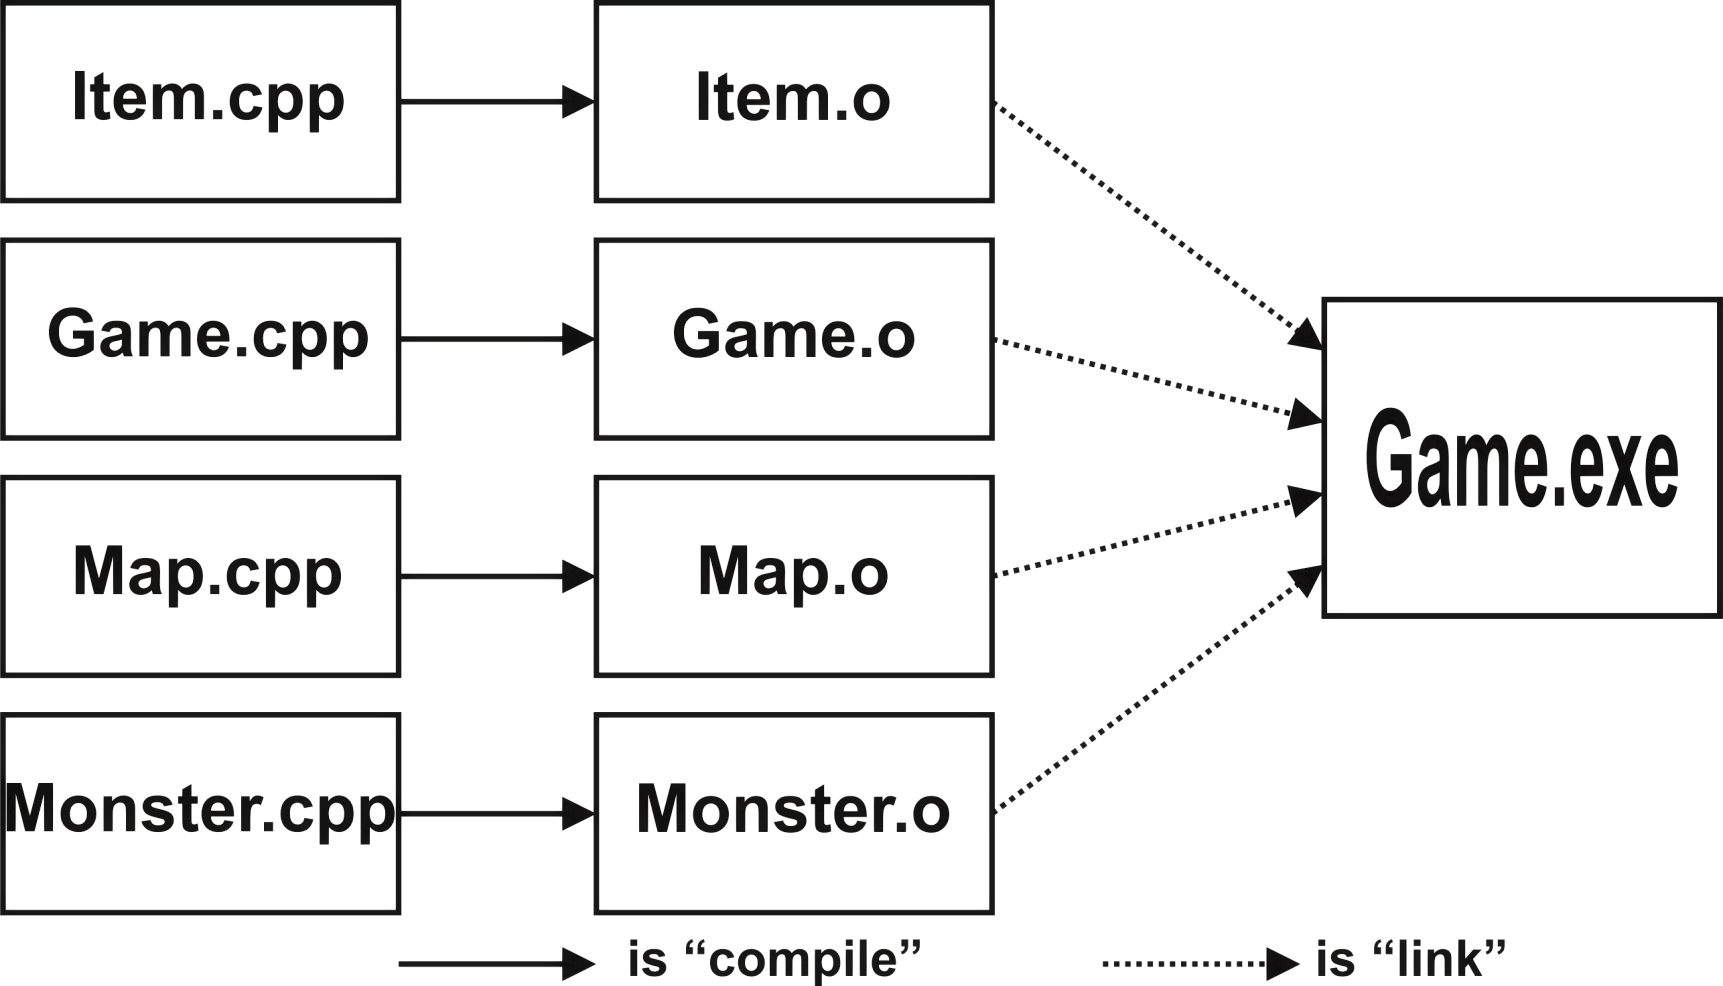 Item.cpp
Item.o
Game.cpp
Game.o
Map.cpp
Map.o
Monster.cpp
Monster.o
Game.exe
is “compile”
is “link”